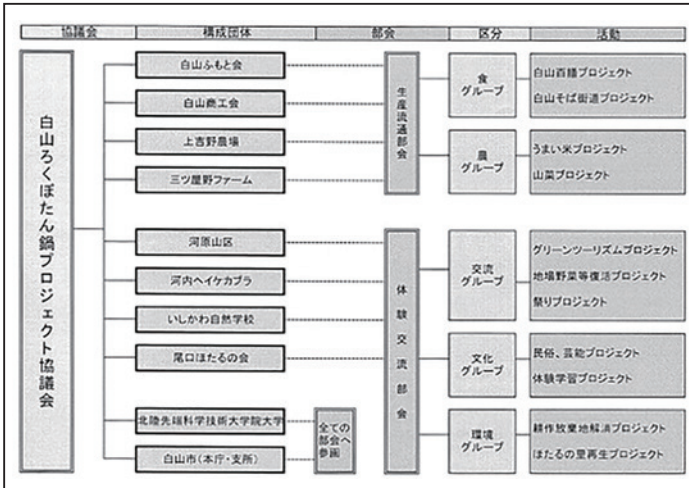 協議会 構成団体 部会 区分 活動
白山ろくぼたん鍋プロジェクト協議会
白山ふもと会
白山商工会
上吉野農場
三ツ屋野ファーム
河原山区
河内ヘイケカブラ
いしかわ自然学校
尾口ほたるの会
北陸先端科学技術大学院大学
白山市(本庁・支所)
全ての
部会へ
参画
生産流通部会
体験交流部会
食
グループ
農
グループ
交流
グループ
文化
グループ
環境
グループ
白山百膳プロジェクト
白山そば街道プロジェクト
うまい米プロジェクト
山菜プロジェクト
グリーンツーリズムプロジェクト
地場野菜等復活プロジェクト
祭りプロジェクト
民俗、芸能プロジェクト
体験学習プロジェクト
耕作放棄地解消プロジェクト
ほたるの里再生プロジェクト